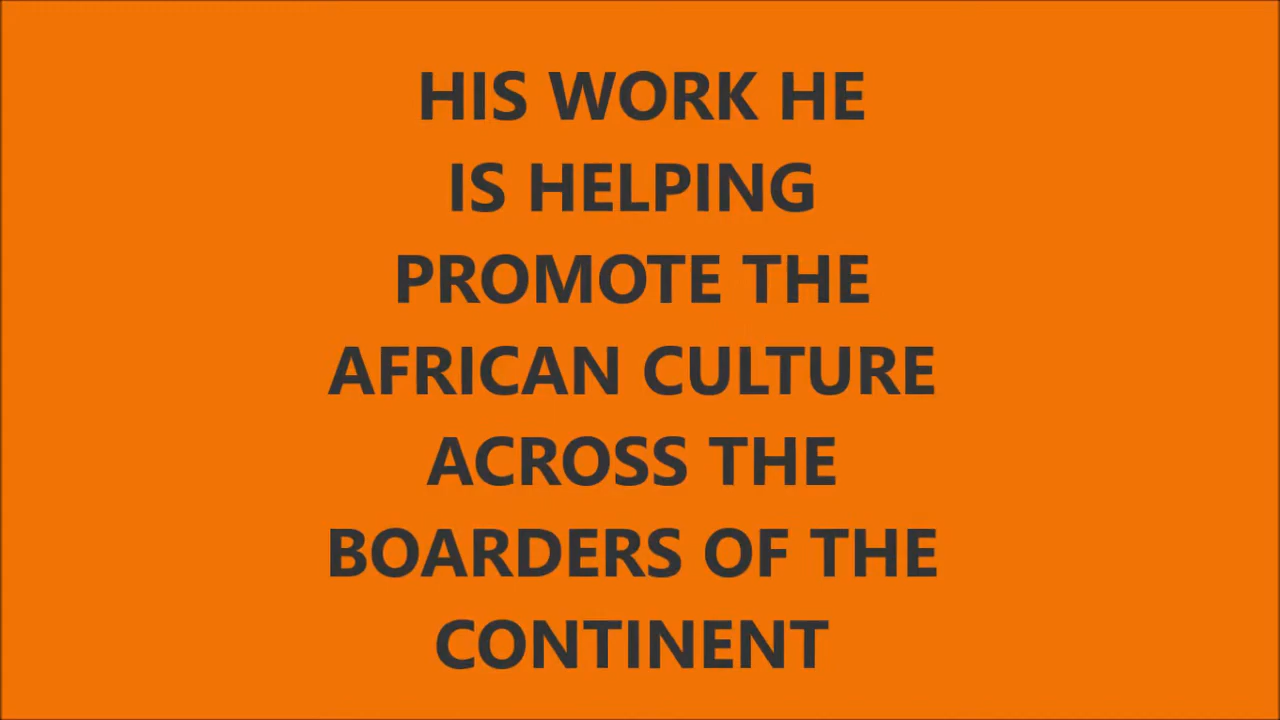 HIS WORK HE
IS HELPING
PROMOTE THE
AFRICAN CULTURE
ACROSS THE
BOARDERS OF THE
CONTINENT